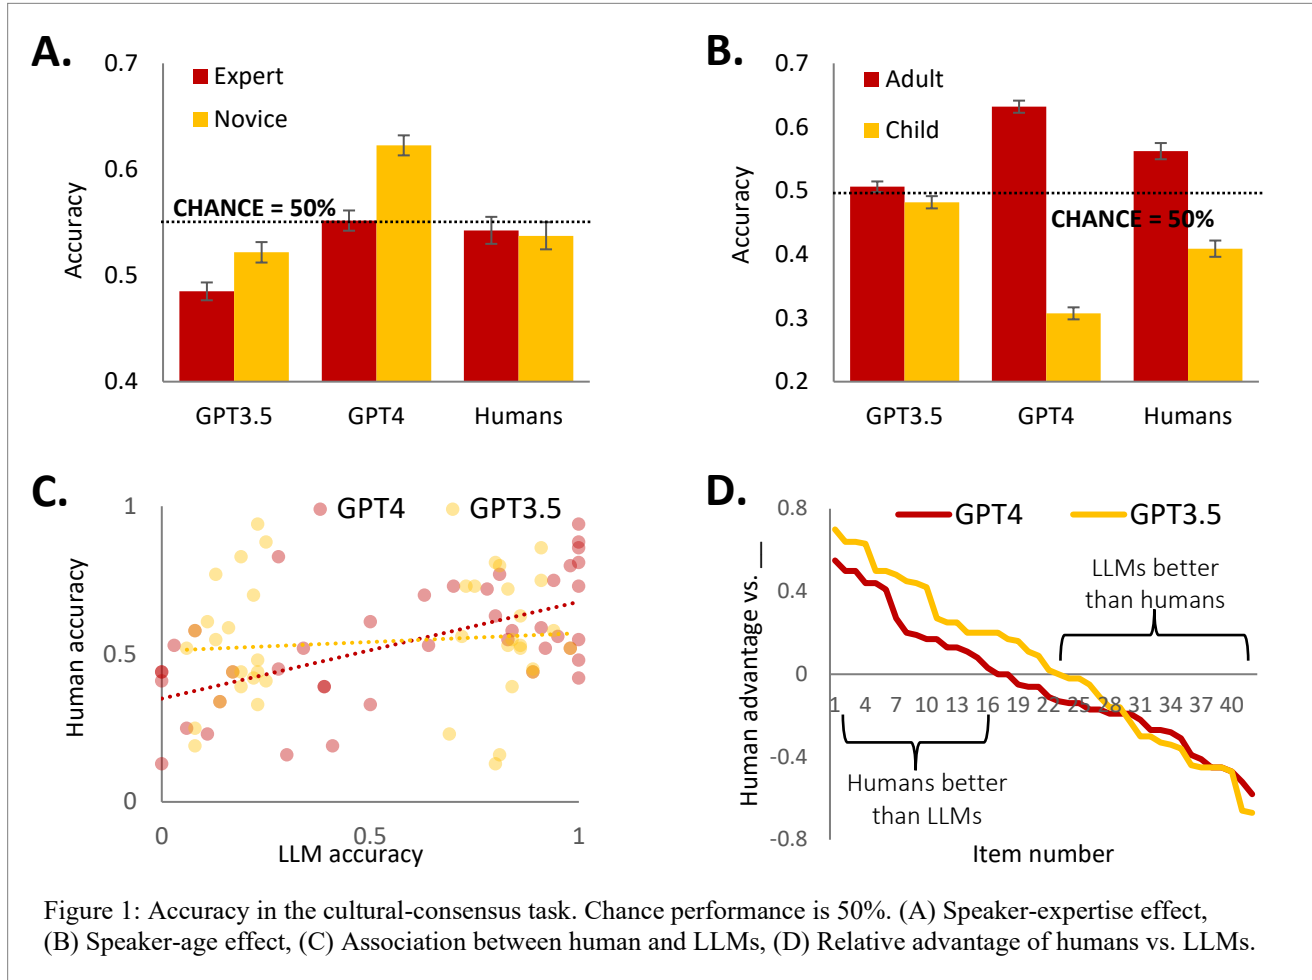 A.
0.7
0.6
0.5
0.4
Accuracy
Expert
Novice
CHANCE = 50%
GPT3.5 GPT4 Humans
B.
0.7
0.6
0.5
0.4
0.3
0.2
Accuracy
Adult
Child
CHANCE = 50%
GPT3.5 GPT4 Humans
C.
1
0.5
0
Human accuracy
GPT4 GPT3.5
0 0.5 1
LLM accuracy
D.
0.8
0.4
0
-0.4
-0.8
Human advantage vs. __
GPT4 GPT3.5
LLMs better
than humans
1 4 7 10 13 16 19 22 25 28 31 34 37 40
Humans better
than LLMs
Item number
Figure 1: Accuracy in the cultural-consensus task. Chance performance is 50%. (A) Speaker-expertise effect,
(B) Speaker-age effect, (C) Association between human and LLMs, (D) Relative advantage of humans vs. LLMs.